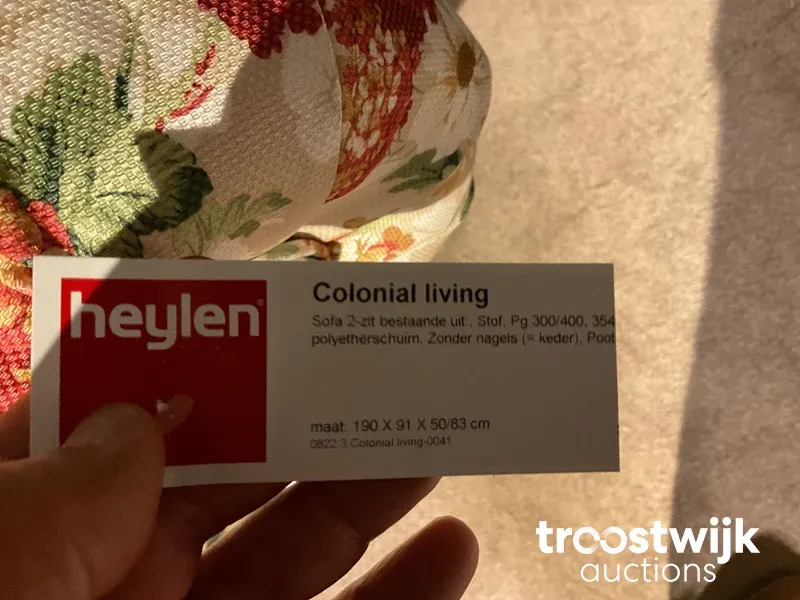 heylen®
Colonial living
Sofa 2-zit bestaande uit:, Stof, Pg 300/400, 354
polyetherschuim, Zonder nagels (= keder), Poot
maat: 190 X 91 X 50/83 cm
0822.3.Colonial living-0041
troostwijk
auctions